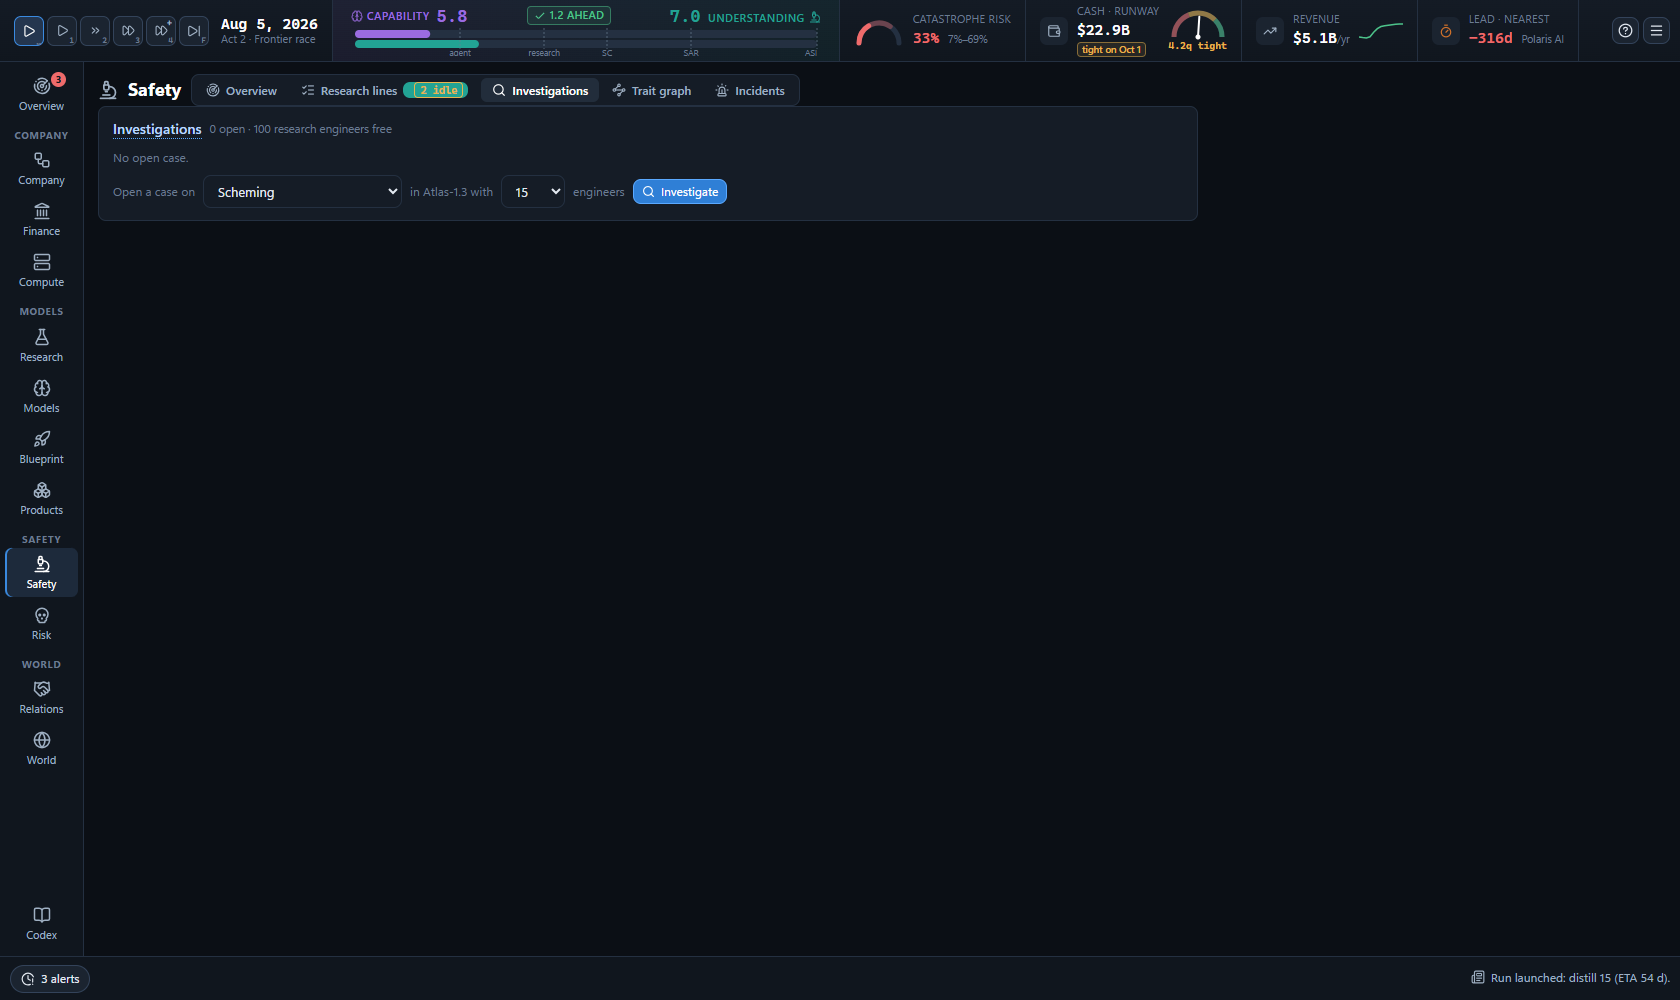 Aug 5, 2026
Act 2 · Frontier race
1
2
3
4
F
CAPABILITY 5.8
1.2 AHEAD
7.0 UNDERSTANDING
agent
research
SC
SAR
ASI
CATASTROPHE RISK
33% 7%–69%
CASH · RUNWAY
$22.9B
tight on Oct 1
4.2q tight
REVENUE
$5.1B/yr
LEAD · NEAREST
−316d Polaris AI
3
Overview
COMPANY
Company
Finance
Compute
MODELS
Research
Models
Blueprint
Products
SAFETY
Safety
Risk
WORLD
Relations
World
Codex
Safety
Overview
Research lines 2 idle
Investigations
Trait graph
Incidents
Investigations 0 open · 100 research engineers free
No open case.
Open a case on Scheming in Atlas-1.3 with 15 engineers Investigate
3 alerts
Run launched: distill 15 (ETA 54 d).